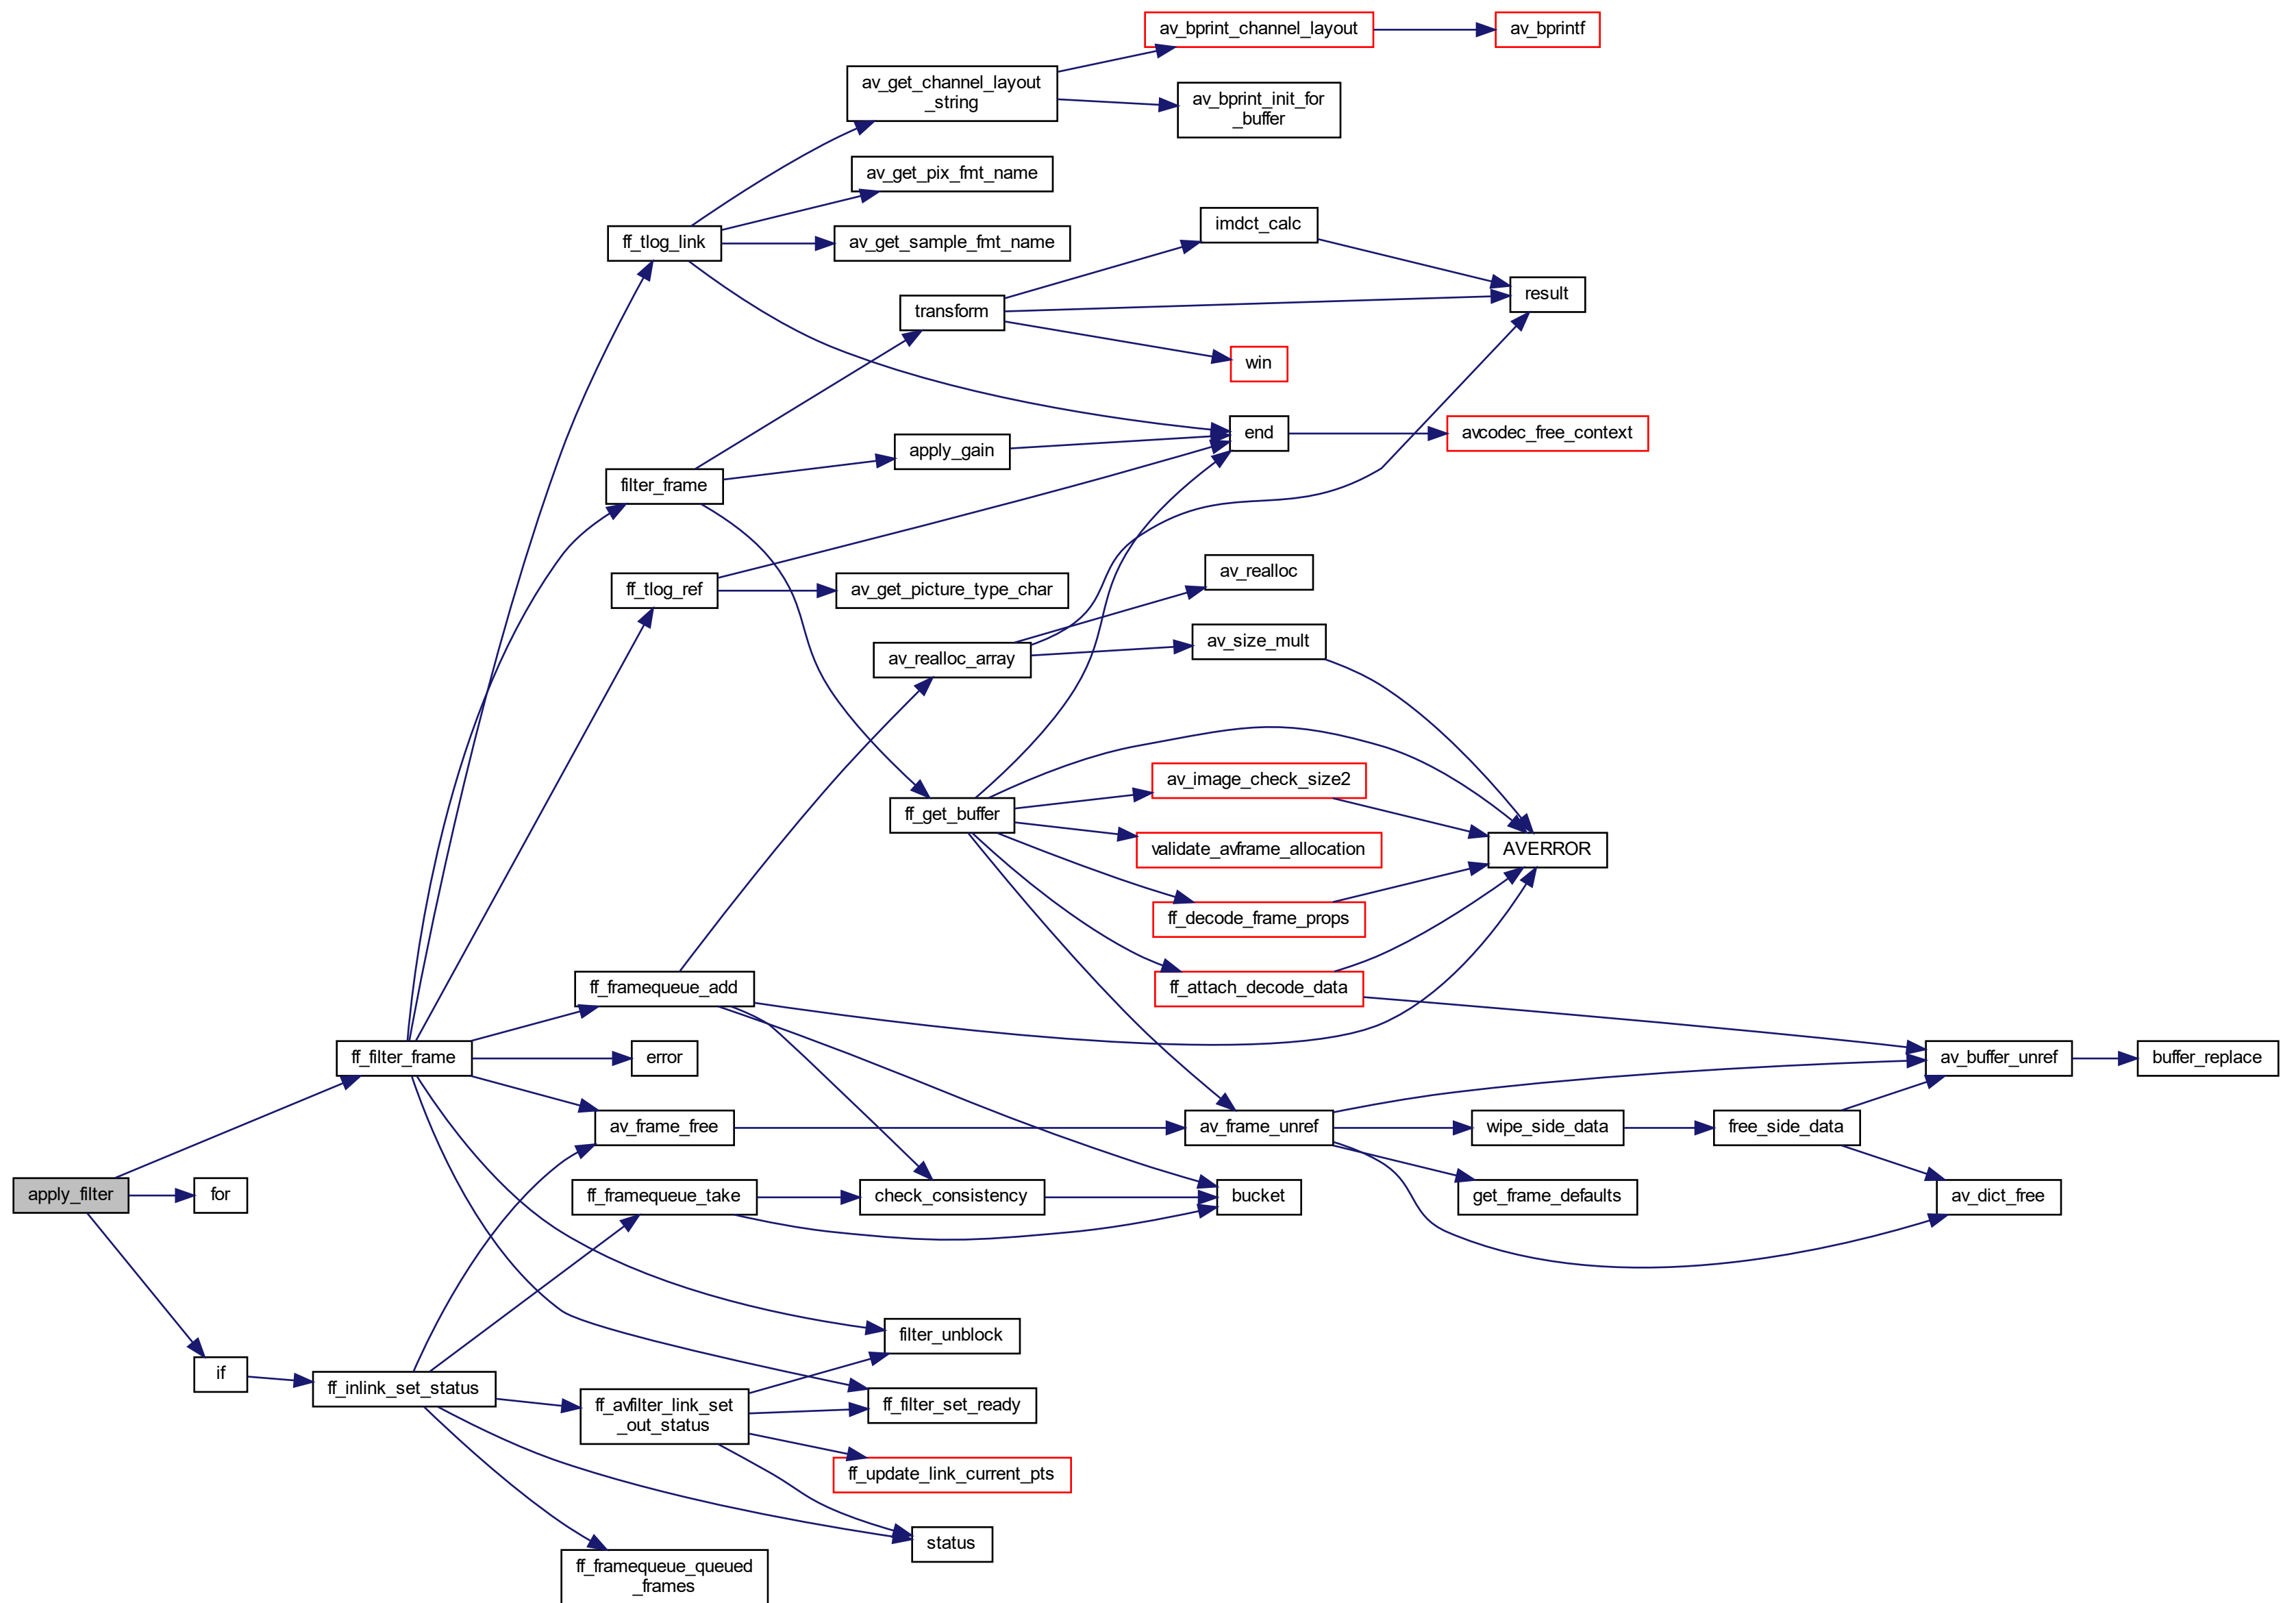 av_bprint_channel_layout
av_bprintf
av_get_channel_layout
_string
av_bprint_init_for
_buffer
av_get_pix_fmt_name
ff_tlog_link
av_get_sample_fmt_name
imdct_calc
transform
result
win
end
avcodec_free_context
apply_gain
filter_frame
ff_tlog_ref
av_get_picture_type_char
av_realloc
av_size_mult
av_realloc_array
av_image_check_size2
ff_get_buffer
validate_avframe_allocation
AVERROR
ff_decode_frame_props
ff_framequeue_add
ff_attach_decode_data
ff_filter_frame
error
av_buffer_unref
buffer_replace
av_frame_free
av_frame_unref
wipe_side_data
free_side_data
apply_filter
for
ff_framequeue_take
check_consistency
bucket
get_frame_defaults
av_dict_free
filter_unblock
if
ff_inlink_set_status
ff_avfilter_link_set
_out_status
ff_filter_set_ready
ff_update_link_current_pts
status
ff_framequeue_queued
_frames